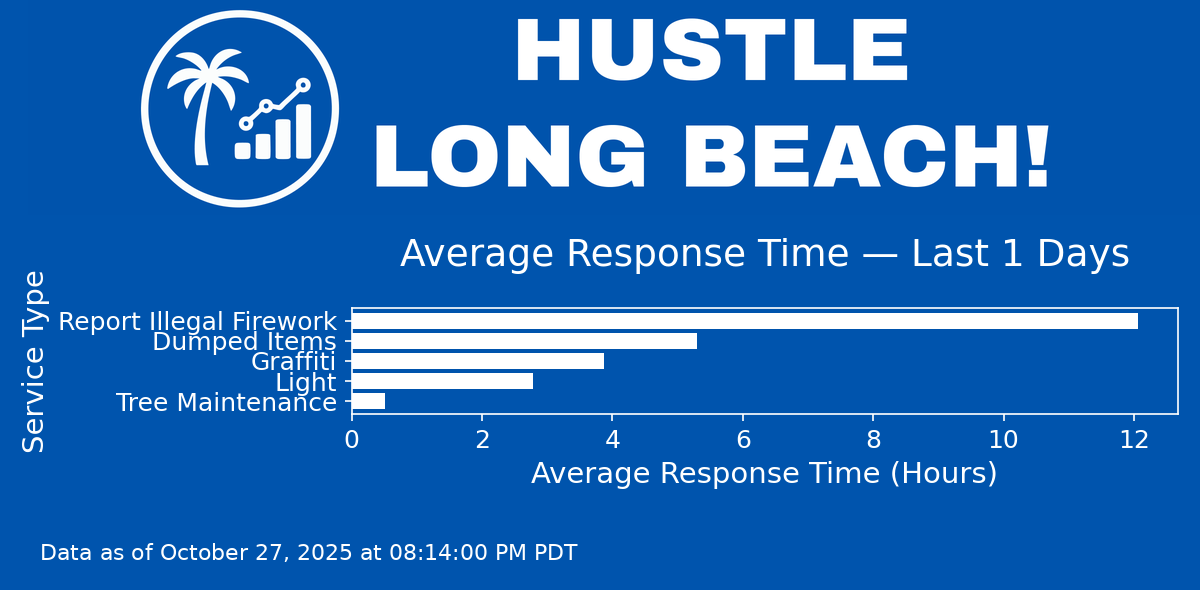 HUSTLE
LONG BEACH!
Average Response Time — Last 1 Days
Service Type
Report Illegal Firework
Dumped Items
Graffiti
Light
Tree Maintenance
0 2 4 6 8 10 12
Average Response Time (Hours)
Data as of October 27, 2025 at 08:14:00 PM PDT